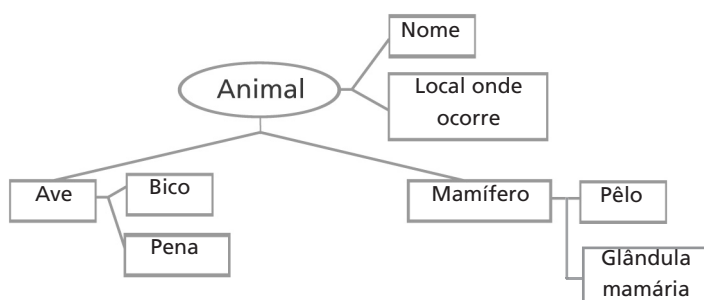 Nome
Animal
Local onde
ocorre
Ave
Bico
Pena
Mamífero
Pêlo
Glândula
mamária